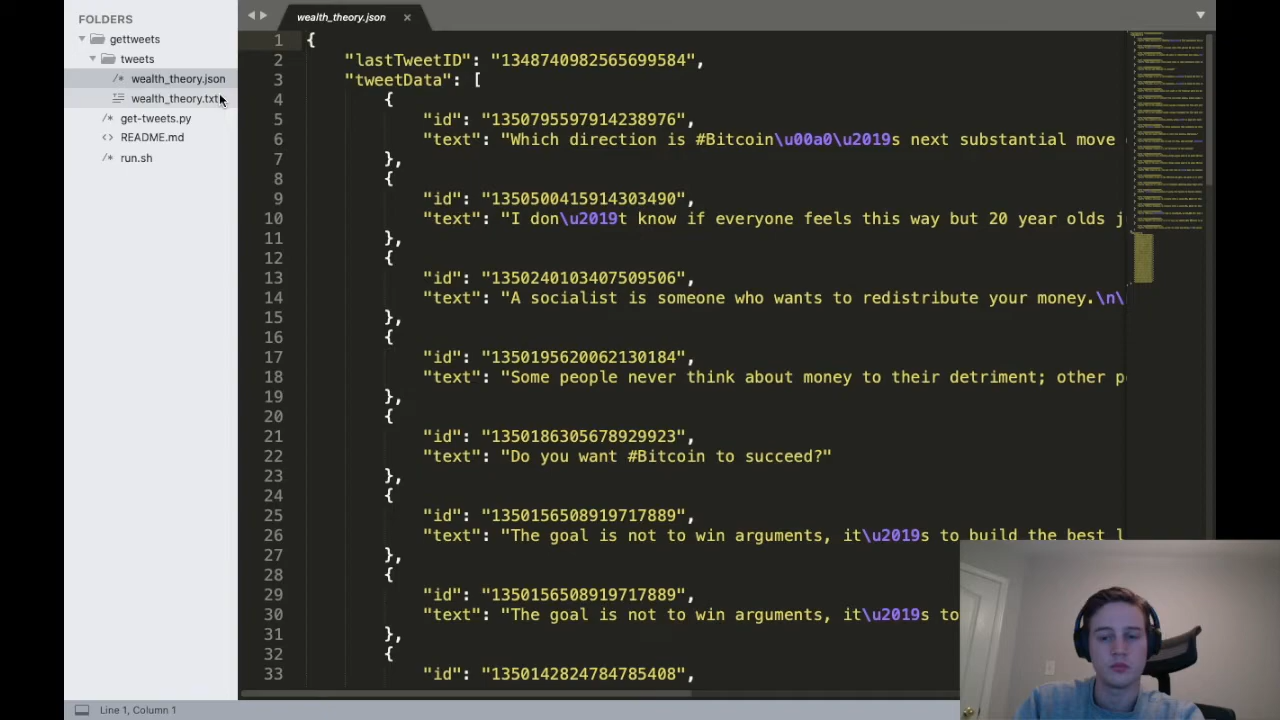 FOLDERS
gettweets
tweets
wealth_theory.json
wealth_theory.txt
get-tweets.py
README.md
run.sh
wealth_theory.json ×
1 {
2 "lastTweetID": "1348740982565699584",
3 "tweetData": [
4 {
5 "id": "1350795597914238976",
6 "text": "Which direction is #Bitcoin\u00a0\u2019s next substantial move
7 },
8 {
9 "id": "1350500415914303490",
10 "text": "I don\u2019t know if everyone feels this way but 20 year olds j
11 },
12 {
13 "id": "1350240103407509506",
14 "text": "A socialist is someone who wants to redistribute your money.\n\
15 },
16 {
17 "id": "1350195620062130184",
18 "text": "Some people never think about money to their detriment; other p
19 },
20 {
21 "id": "1350186305678929923",
22 "text": "Do you want #Bitcoin to succeed?"
23 },
24 {
25 "id": "1350156508919717889",
26 "text": "The goal is not to win arguments, it\u2019s to build the best l
27 },
28 {
29 "id": "1350156508919717889",
30 "text": "The goal is not to win arguments, it\u2019s to
31 },
32 {
33 "id": "1350142824784785408",
Line 1, Column 1